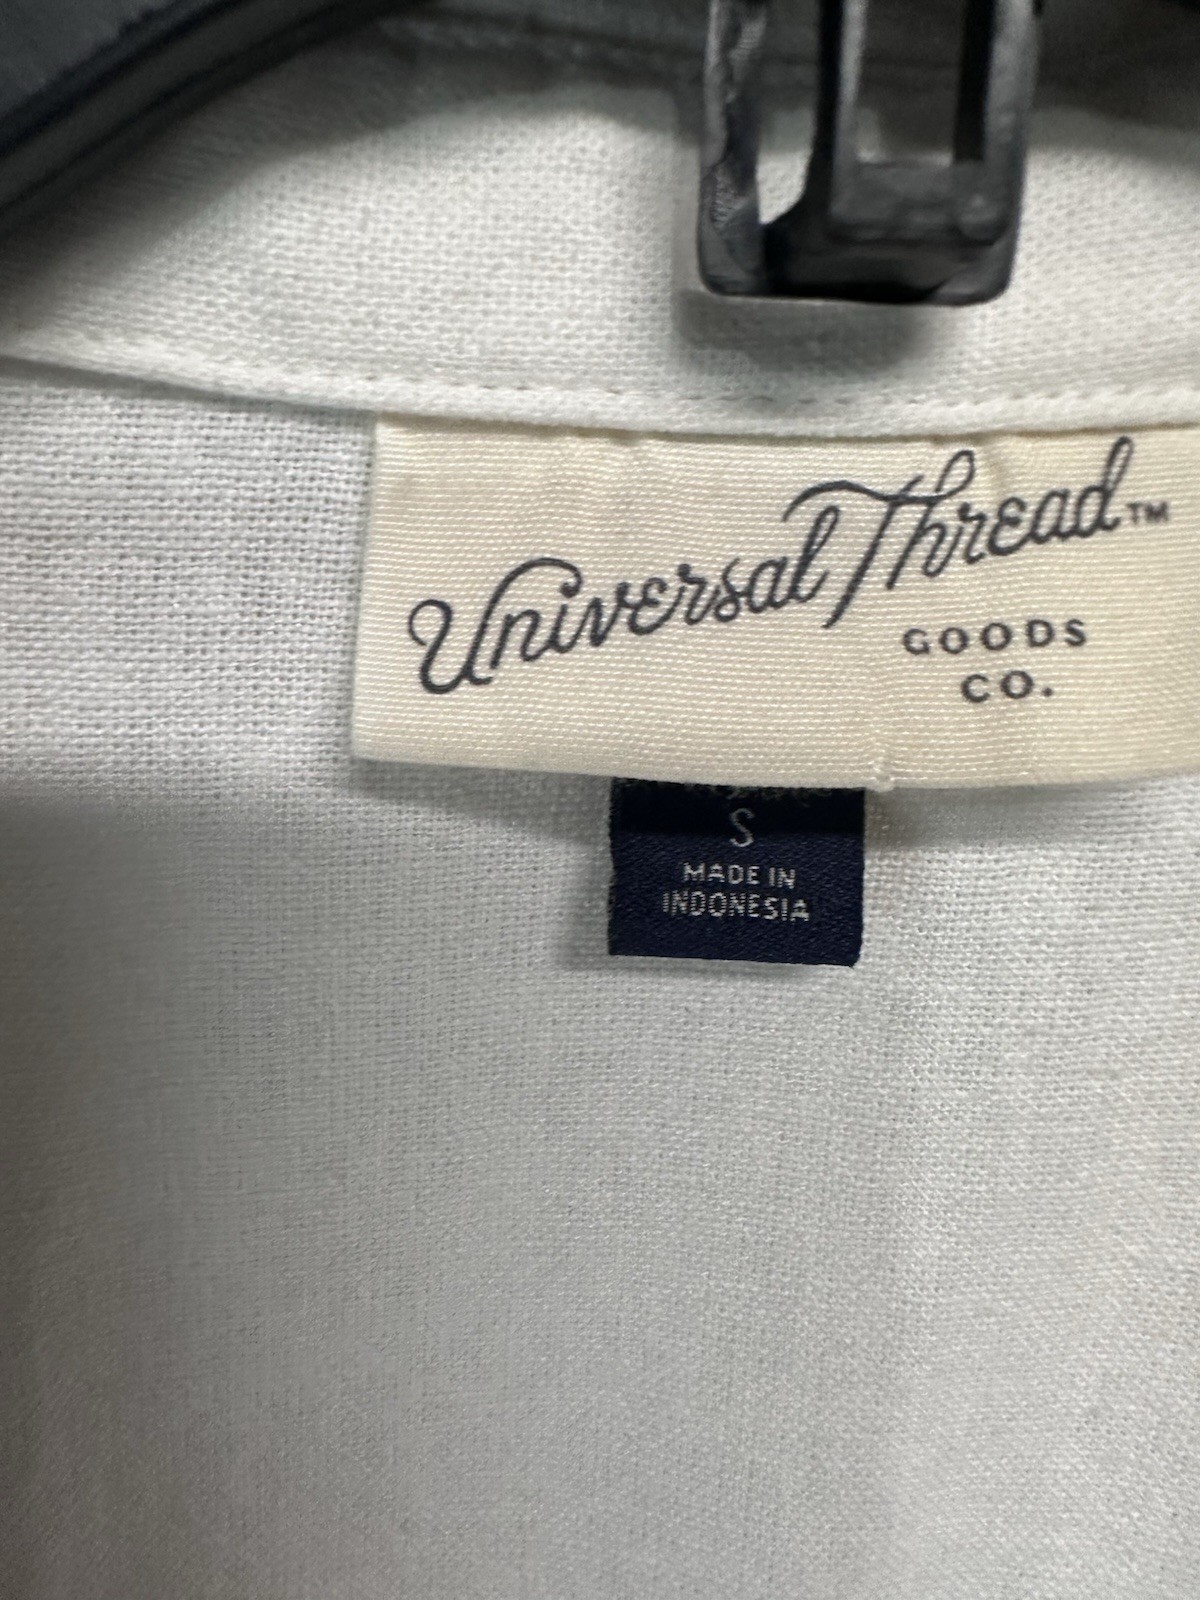 Universal Thread™
GOODS
CO.
S
MADE IN
INDONESIA